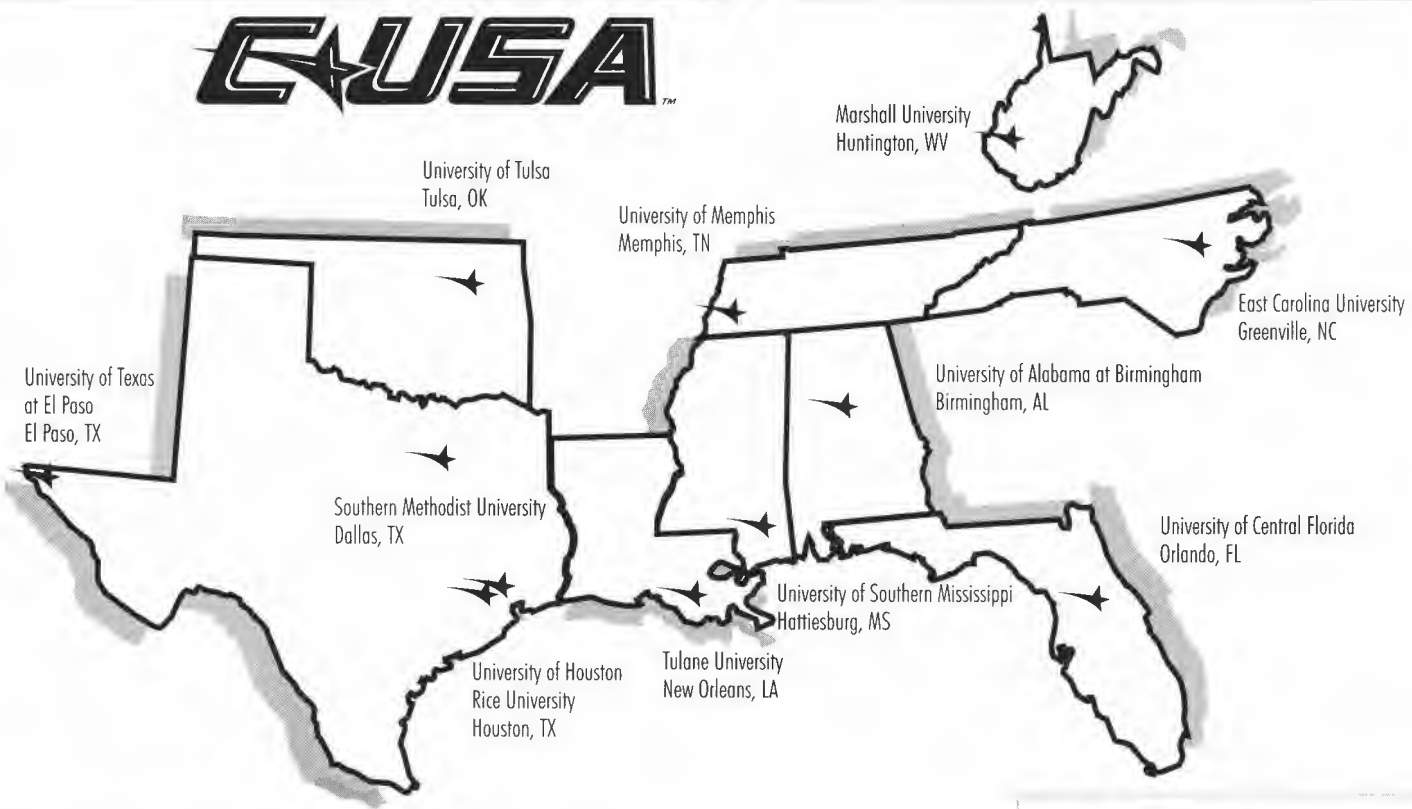 C USA
TM
Marshall University
Huntington, WV
University of Tulsa
Tulsa, OK
University of Memphis
Memphis, TN
East Carolina University
Greenville, NC
University of Texas
at El Paso
El Paso, TX
University of Alabama at Birmingham
Birmingham, AL
Southern Methodist University
Dallas, TX
University of Central Florida
Orlando, FL
University of Southern Mississippi
Hattiesburg, MS
Tulane University
New Orleans, LA
University of Houston
Rice University
Houston, TX